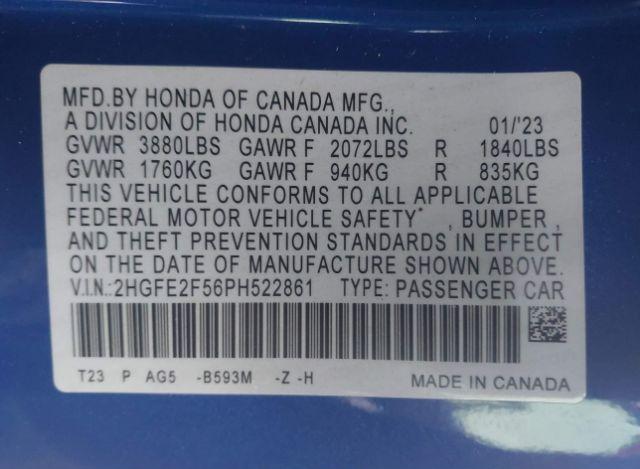 MFD.BY HONDA OF CANADA MFG.,
A DIVISION OF HONDA CANADA INC. 01/'23
GVWR 3880LBS GAWR F 2072LBS R 1840LBS
GVWR 1760KG GAWR F 940KG R 835KG
THIS VEHICLE CONFORMS TO ALL APPLICABLE
FEDERAL MOTOR VEHICLE SAFETY* , BUMPER ,
AND THEFT PREVENTION STANDARDS IN EFFECT
ON THE DATE OF MANUFACTURE SHOWN ABOVE.
V.I.N.:2HGFE2F56PH522861 TYPE: PASSENGER CAR
T23 P AG5 -B593M -Z -H MADE IN CANADA